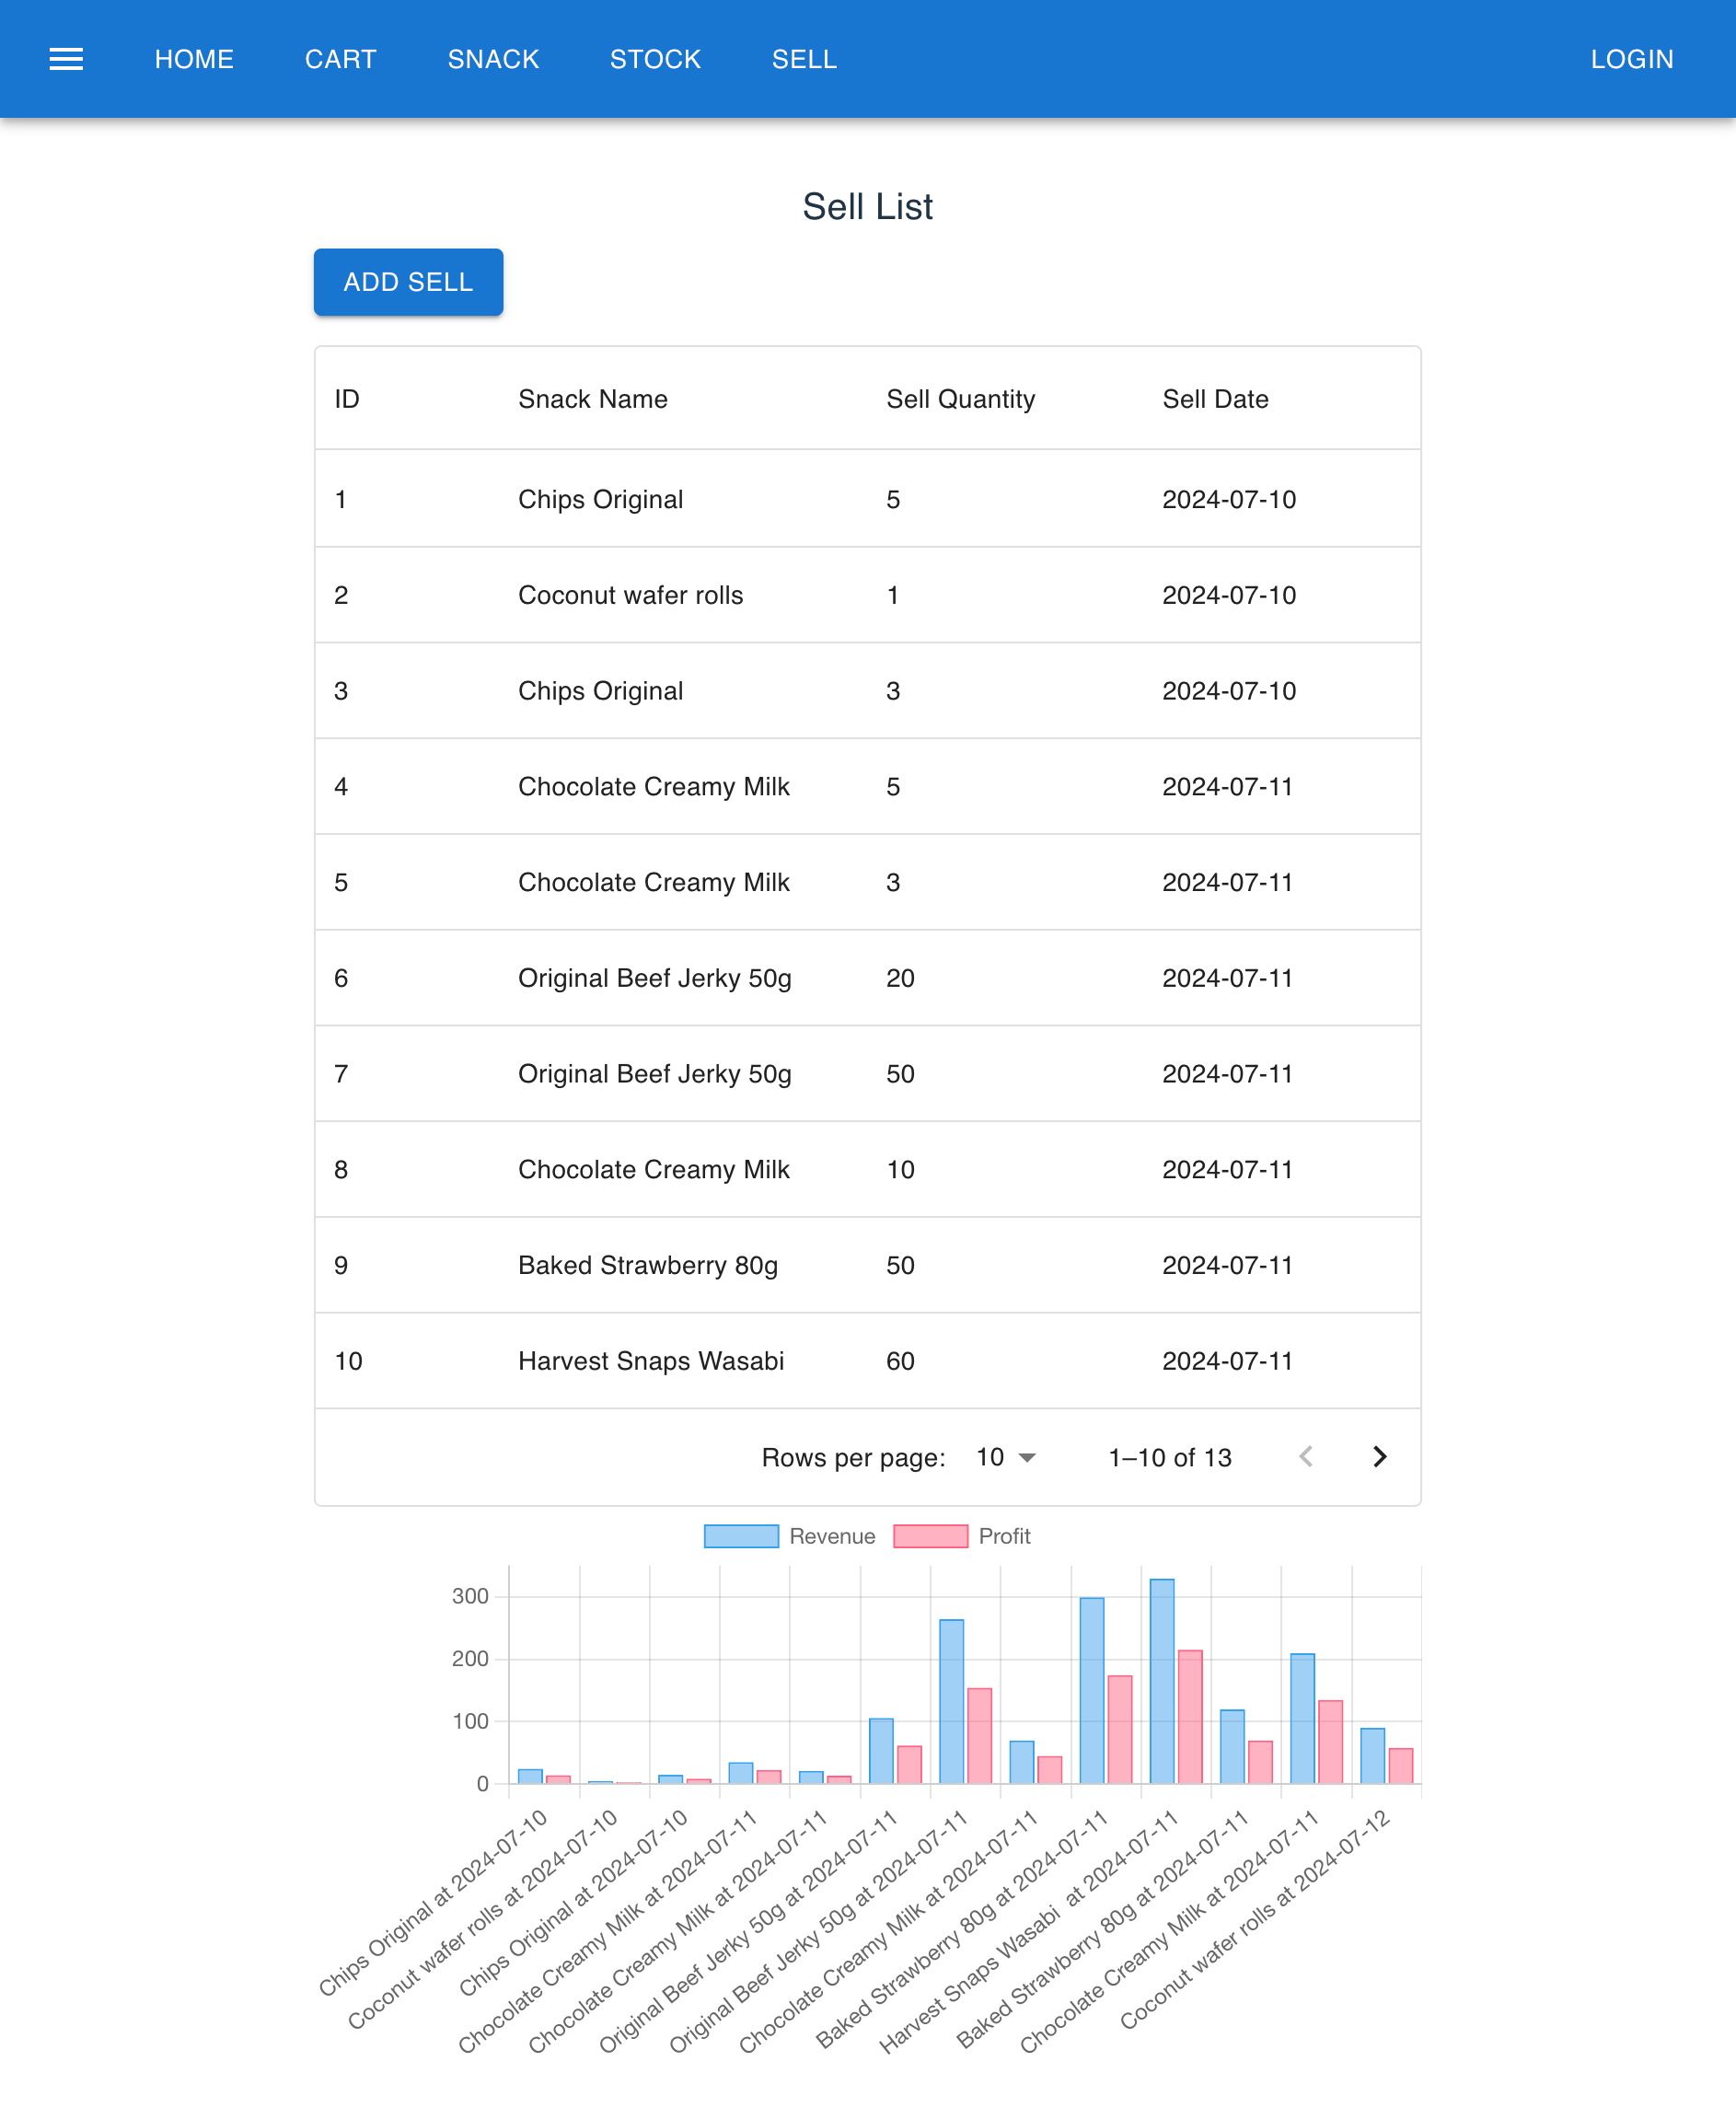 HOME CART SNACK STOCK SELL LOGIN
Sell List
ADD SELL
ID Snack Name Sell Quantity Sell Date
1 Chips Original 5 2024-07-10
2 Coconut wafer rolls 1 2024-07-10
3 Chips Original 3 2024-07-10
4 Chocolate Creamy Milk 5 2024-07-11
5 Chocolate Creamy Milk 3 2024-07-11
6 Original Beef Jerky 50g 20 2024-07-11
7 Original Beef Jerky 50g 50 2024-07-11
8 Chocolate Creamy Milk 10 2024-07-11
9 Baked Strawberry 80g 50 2024-07-11
10 Harvest Snaps Wasabi 60 2024-07-11
Rows per page: 10 1–10 of 13
Revenue Profit
300
200
100
0
Chips Original at 2024-07-10
Coconut wafer rolls at 2024-07-10
Chips Original at 2024-07-10
Chocolate Creamy Milk at 2024-07-11
Chocolate Creamy Milk at 2024-07-11
Original Beef Jerky 50g at 2024-07-11
Original Beef Jerky 50g at 2024-07-11
Chocolate Creamy Milk at 2024-07-11
Baked Strawberry 80g at 2024-07-11
Harvest Snaps Wasabi at 2024-07-11
Baked Strawberry 80g at 2024-07-11
Chocolate Creamy Milk at 2024-07-11
Coconut wafer rolls at 2024-07-12